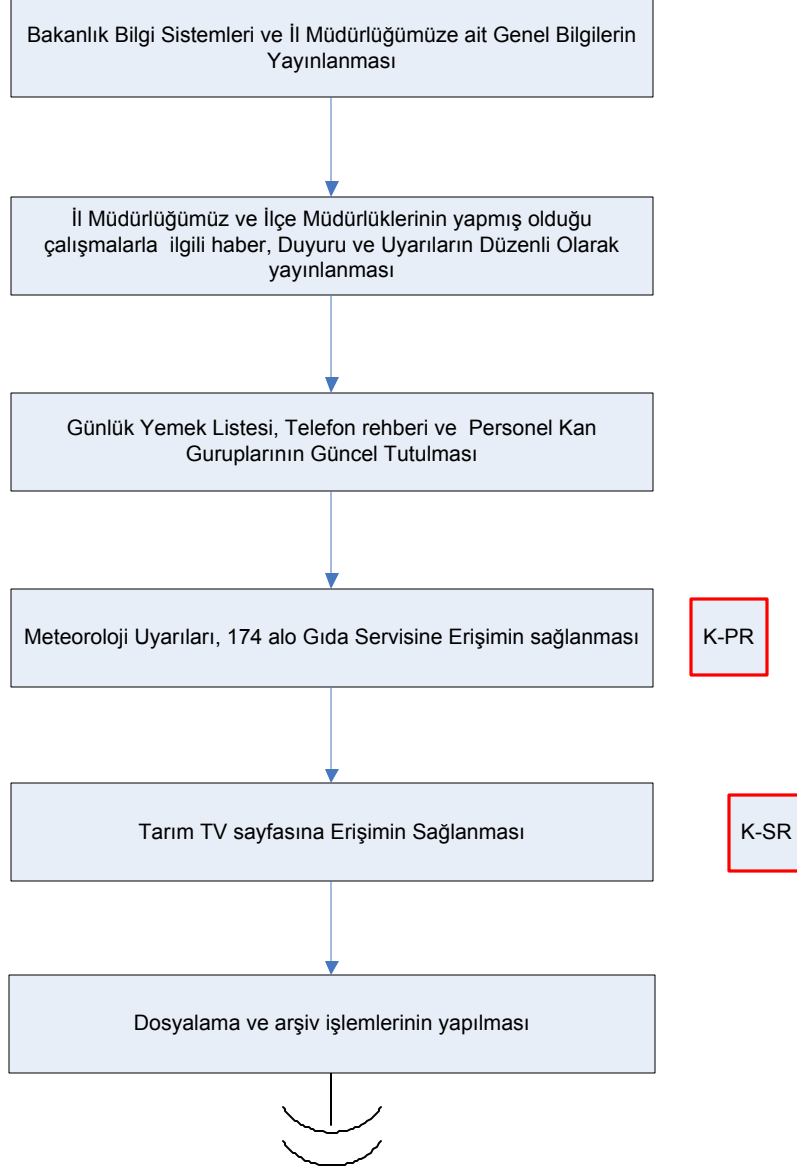 Bakanlık Bilgi Sistemleri ve İl Müdürlüğümüze ait Genel Bilgilerin
Yayınlanması
İl Müdürlüğümüz ve İlçe Müdürlüklerinin yapmış olduğu
çalışmalarla  ilgili haber, Duyuru ve Uyarıların Düzenli Olarak
yayınlanması
Günlük Yemek Listesi, Telefon rehberi ve  Personel Kan
Guruplarının Güncel Tutulması
Meteoroloji Uyarıları, 174 alo Gıda Servisine Erişimin sağlanması
K-PR
Tarım TV sayfasına Erişimin Sağlanması
K-SR
Dosyalama ve arşiv işlemlerinin yapılması